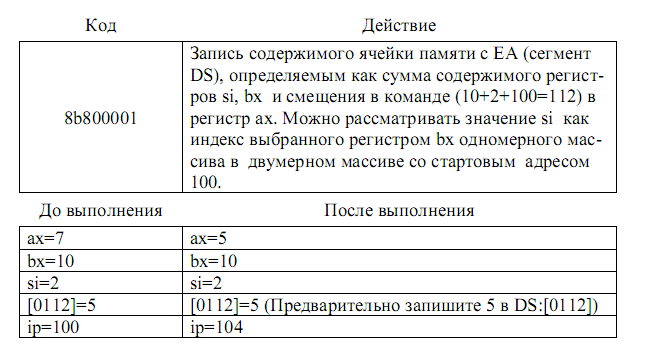 Код Действие
8b800001
Запись содержимого ячейки памяти с EA (сегмент
DS), определяемым как сумма содержимого регист-
ров si, bx и смещения в команде (10+2+100=112) в
регистр ax. Можно рассматривать значение si как
индекс выбранного регистром bx одномерного мас-
сива в двумерном массиве со стартовым адресом
100.
До выполнения После выполнения
ax=7 ax=5
bx=10 bx=10
si=2 si=2
[0112]=5 [0112]=5 (Предварительно запишите 5 в DS:[0112])
ip=100 ip=104